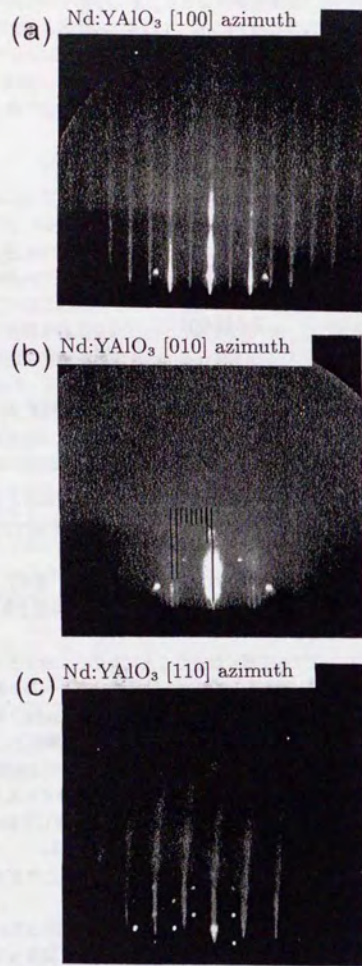 (a) Nd:YAlO₃ [100] azimuth
(b) Nd:YAlO₃ [010] azimuth
(c) Nd:YAlO₃ [110] azimuth